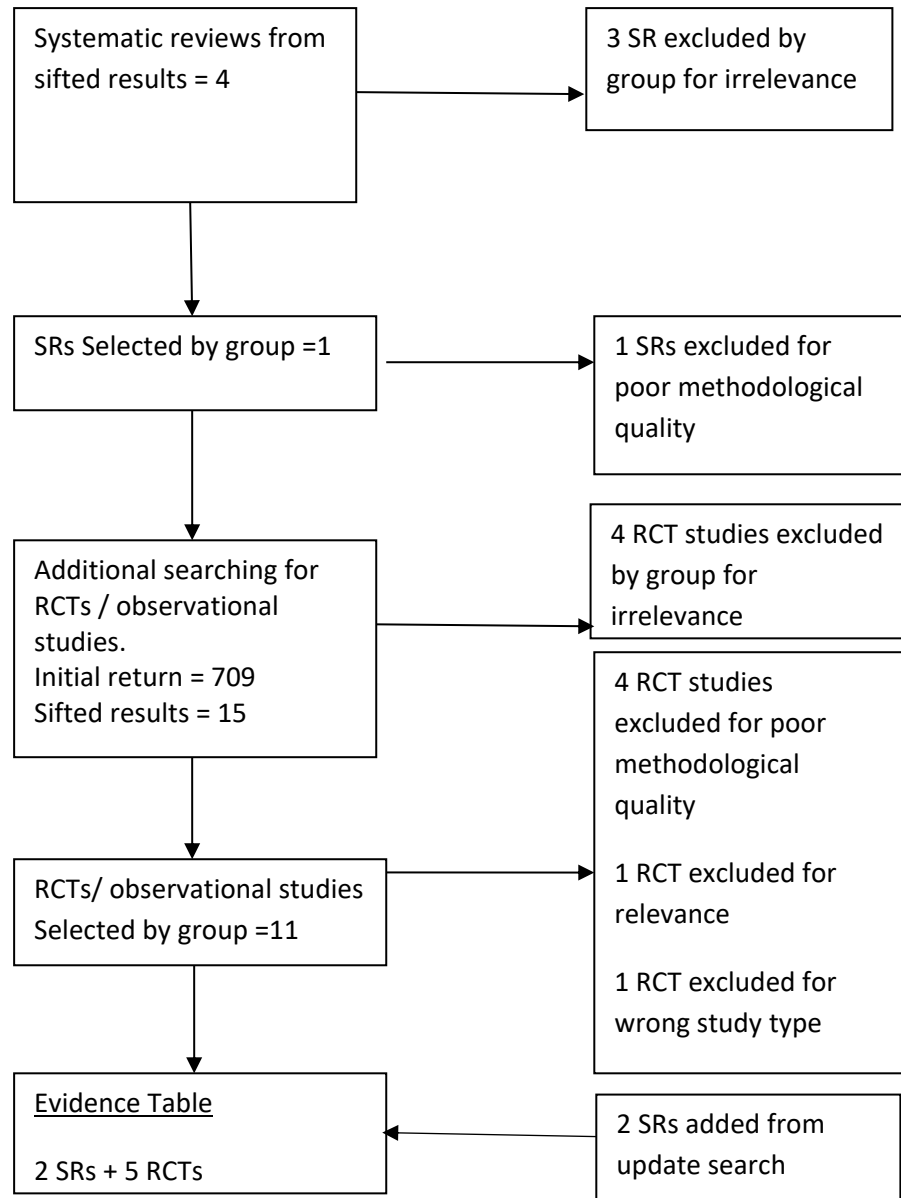 Systematic reviews from
sifted results = 4
3 SR excluded by
group for irrelevance
SRs Selected by group =1
1 SRs excluded for
poor methodological
quality
Additional searching for
RCTs / observational
studies.
Initial return = 709
Sifted results = 15
4 RCT studies excluded
by group for
irrelevance
RCTs/ observational studies
Selected by group =11
4 RCT studies
excluded for poor
methodological
quality
1 RCT excluded for
relevance
1 RCT excluded for
wrong study type
Evidence Table
2 SRs + 5 RCTs
2 SRs added from
update search